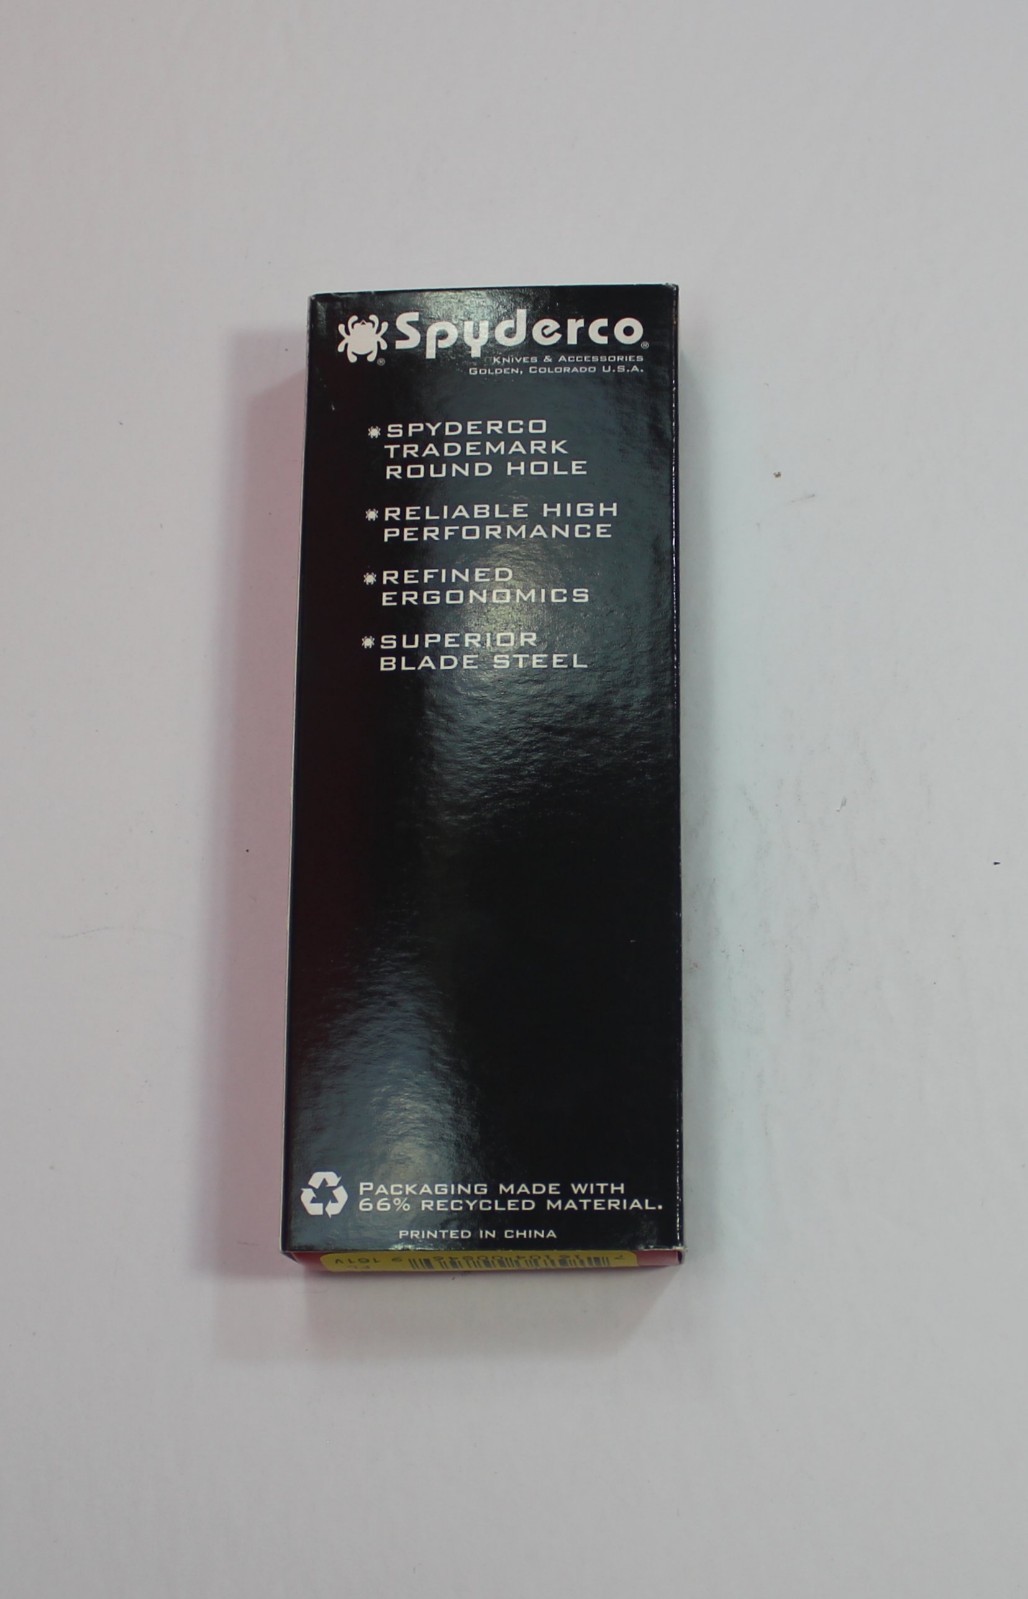 Spyderco®
KNIVES & ACCESSORIES
GOLDEN, COLORADO U.S.A.
SPYDERCO
TRADEMARK
ROUND HOLE
RELIABLE HIGH
PERFORMANCE
REFINED
ERGONOMICS
SUPERIOR
BLADE STEEL
PACKAGING MADE WITH
66% RECYCLED MATERIAL.
PRINTED IN CHINA